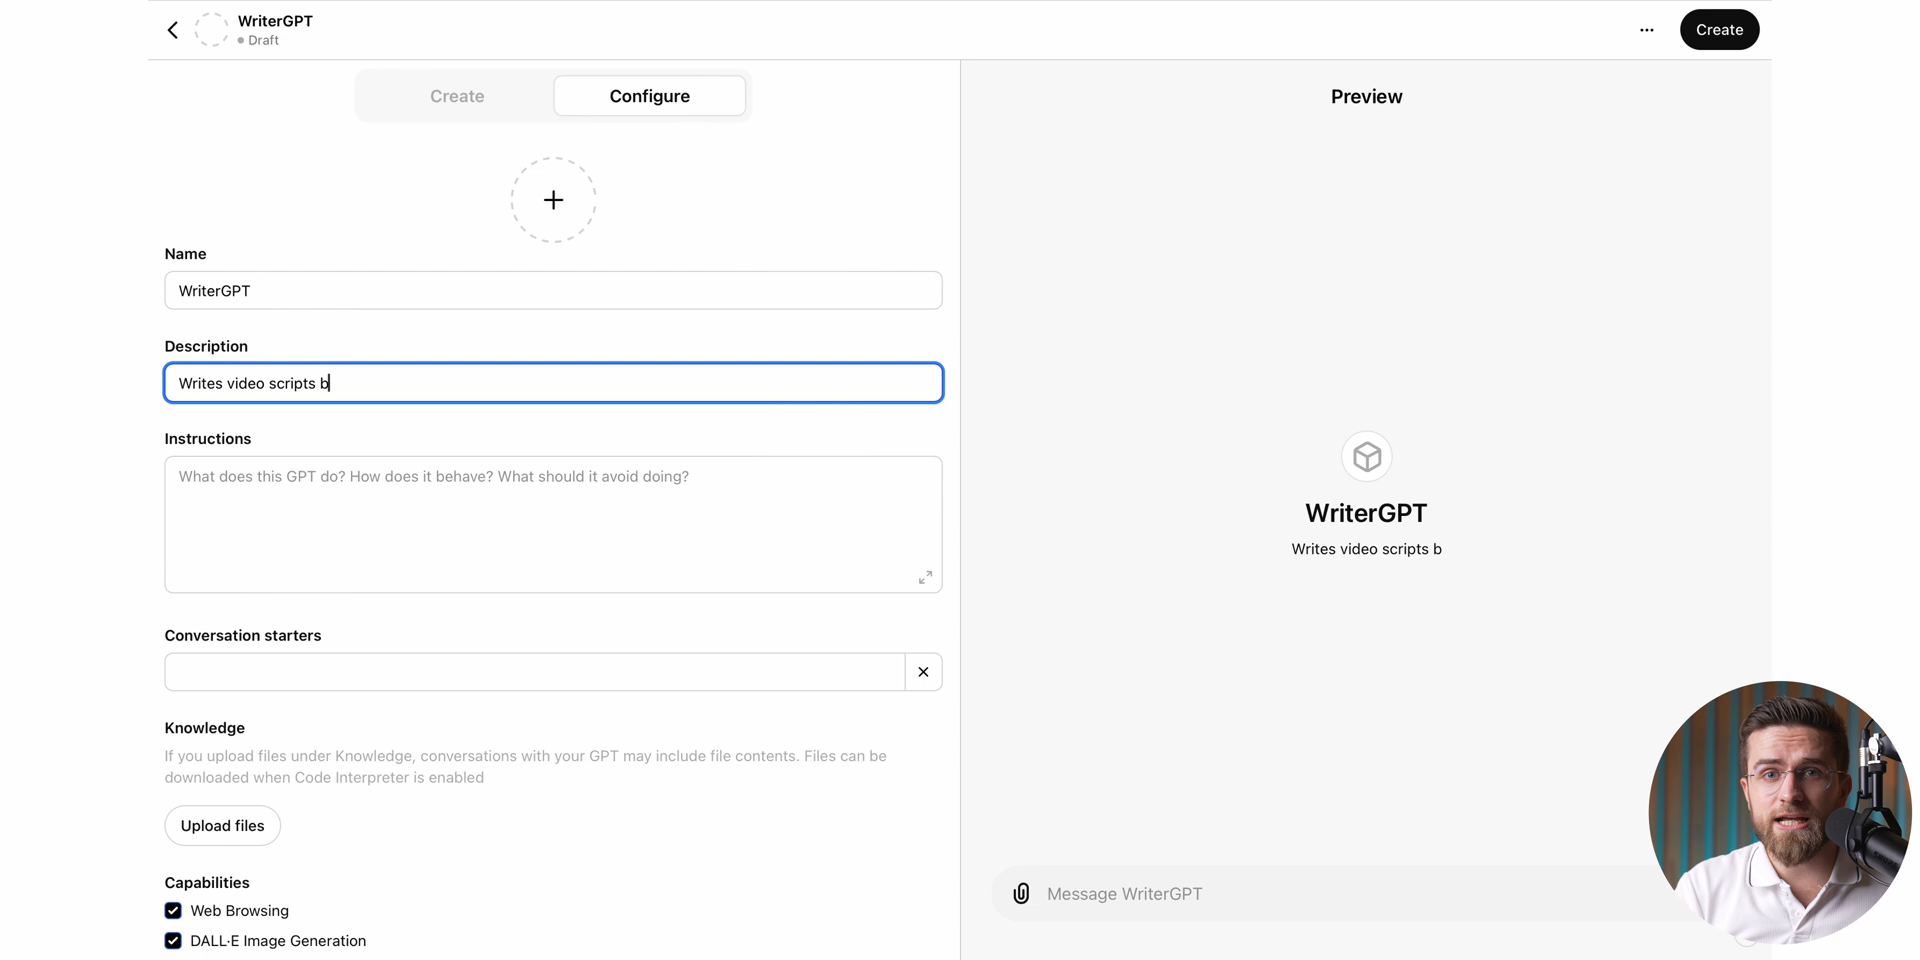 WriterGPT
Draft
...
Create
Create
Configure
Preview
Name
WriterGPT
Description
Writes video scripts b
Instructions
What does this GPT do? How does it behave? What should it avoid doing?
Conversation starters
Knowledge
If you upload files under Knowledge, conversations with your GPT may include file contents. Files can be
downloaded when Code Interpreter is enabled
Upload files
Capabilities
Web Browsing
DALL·E Image Generation
WriterGPT
Writes video scripts b
Message WriterGPT